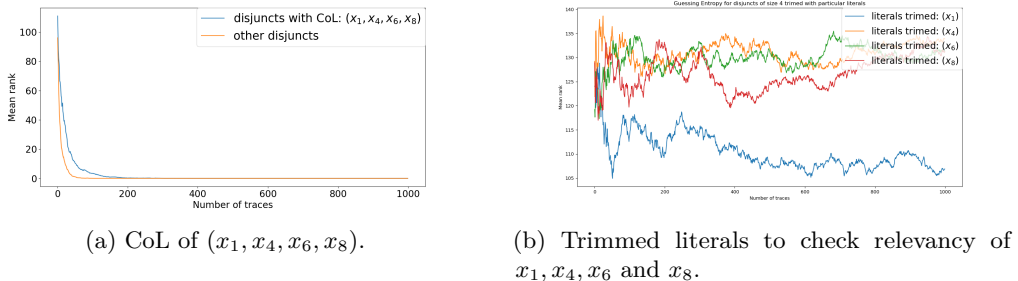 disjuncts with CoL: (x₁, x₄, x₆, x₈)
other disjuncts
Mean rank
100
80
60
40
20
0
0 200 400 600 800 1000
Number of traces
(a) CoL of (x₁, x₄, x₆, x₈).
Guessing Entropy for disjuncts of size 4 trimed with particular literals
literals trimed: (x₁)
literals trimed: (x₄)
literals trimed: (x₆)
literals trimed: (x₈)
Mean rank
140
135
130
125
120
115
110
105
0 200 400 600 800 1000
Number of traces
(b) Trimmed literals to check relevancy of
x₁, x₄, x₆ and x₈.